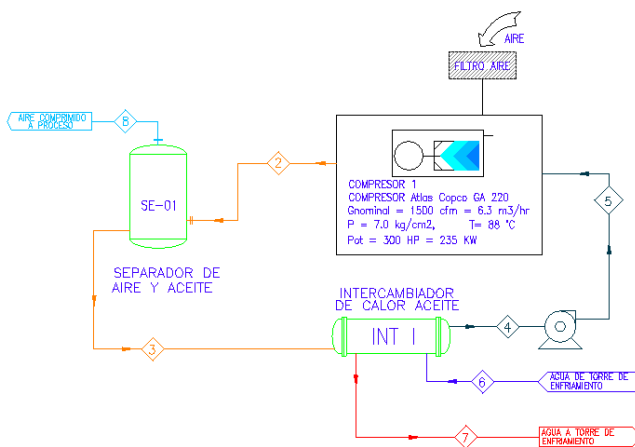 AIRE
FILTRO AIRE
AIRE COMPRIMIDO
A PROCESO
8
2
SE-01
COMPRESOR 1
COMPRESOR Atlas Copco GA 220
Gnominal = 1500 cfm = 6.3 m3/hr
P = 7.0 kg/cm2, T= 88 °C
Pot = 300 HP = 235 KW
5
SEPARADOR DE
AIRE Y ACEITE
INTERCAMBIADOR
DE CALOR ACEITE
INT 1
4
3
6
AGUA DE TORRE DE
ENFRIAMIENTO
7
AGUA A TORRE DE
ENFRIAMIENTO